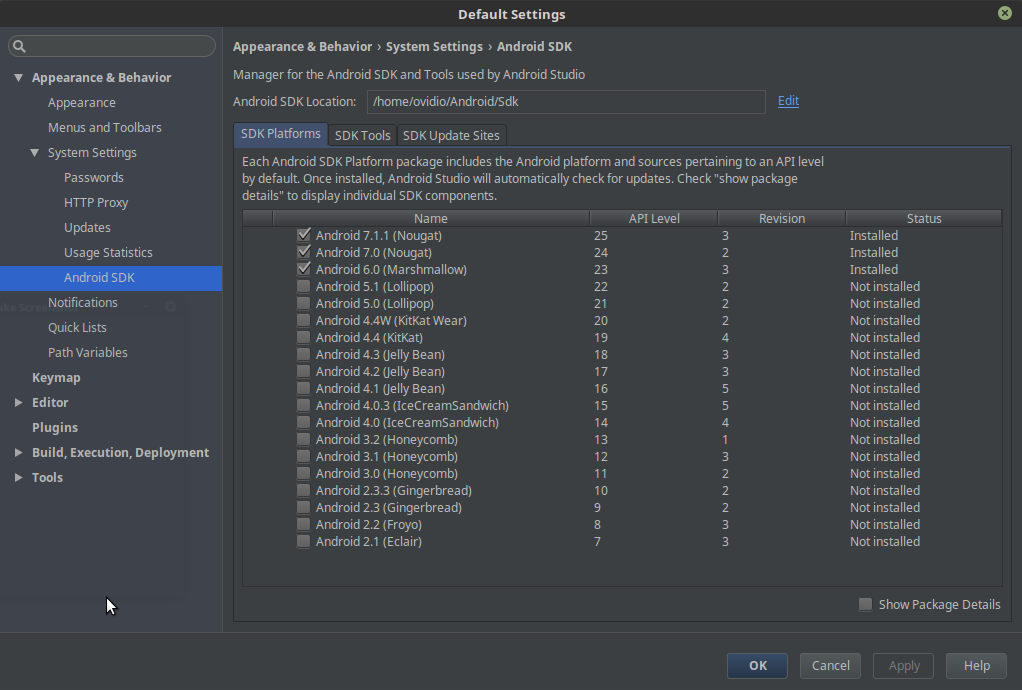 Default Settings
Appearance & Behavior › System Settings › Android SDK
Appearance & Behavior
Appearance
Menus and Toolbars
System Settings
Passwords
HTTP Proxy
Updates
Usage Statistics
Android SDK
Notifications
Quick Lists
Path Variables
Keymap
Editor
Plugins
Build, Execution, Deployment
Tools
Manager for the Android SDK and Tools used by Android Studio
Android SDK Location: /home/ovidio/Android/Sdk Edit
SDK Platforms SDK Tools SDK Update Sites
Each Android SDK Platform package includes the Android platform and sources pertaining to an API level
by default. Once installed, Android Studio will automatically check for updates. Check "show package
details" to display individual SDK components.
Name API Level Revision Status
Android 7.1.1 (Nougat) 25 3 Installed
Android 7.0 (Nougat) 24 2 Installed
Android 6.0 (Marshmallow) 23 3 Installed
Android 5.1 (Lollipop) 22 2 Not installed
Android 5.0 (Lollipop) 21 2 Not installed
Android 4.4W (KitKat Wear) 20 2 Not installed
Android 4.4 (KitKat) 19 4 Not installed
Android 4.3 (Jelly Bean) 18 3 Not installed
Android 4.2 (Jelly Bean) 17 3 Not installed
Android 4.1 (Jelly Bean) 16 5 Not installed
Android 4.0.3 (IceCreamSandwich) 15 5 Not installed
Android 4.0 (IceCreamSandwich) 14 4 Not installed
Android 3.2 (Honeycomb) 13 1 Not installed
Android 3.1 (Honeycomb) 12 3 Not installed
Android 3.0 (Honeycomb) 11 2 Not installed
Android 2.3.3 (Gingerbread) 10 2 Not installed
Android 2.3 (Gingerbread) 9 2 Not installed
Android 2.2 (Froyo) 8 3 Not installed
Android 2.1 (Eclair) 7 3 Not installed
Show Package Details
OK Cancel Apply Help